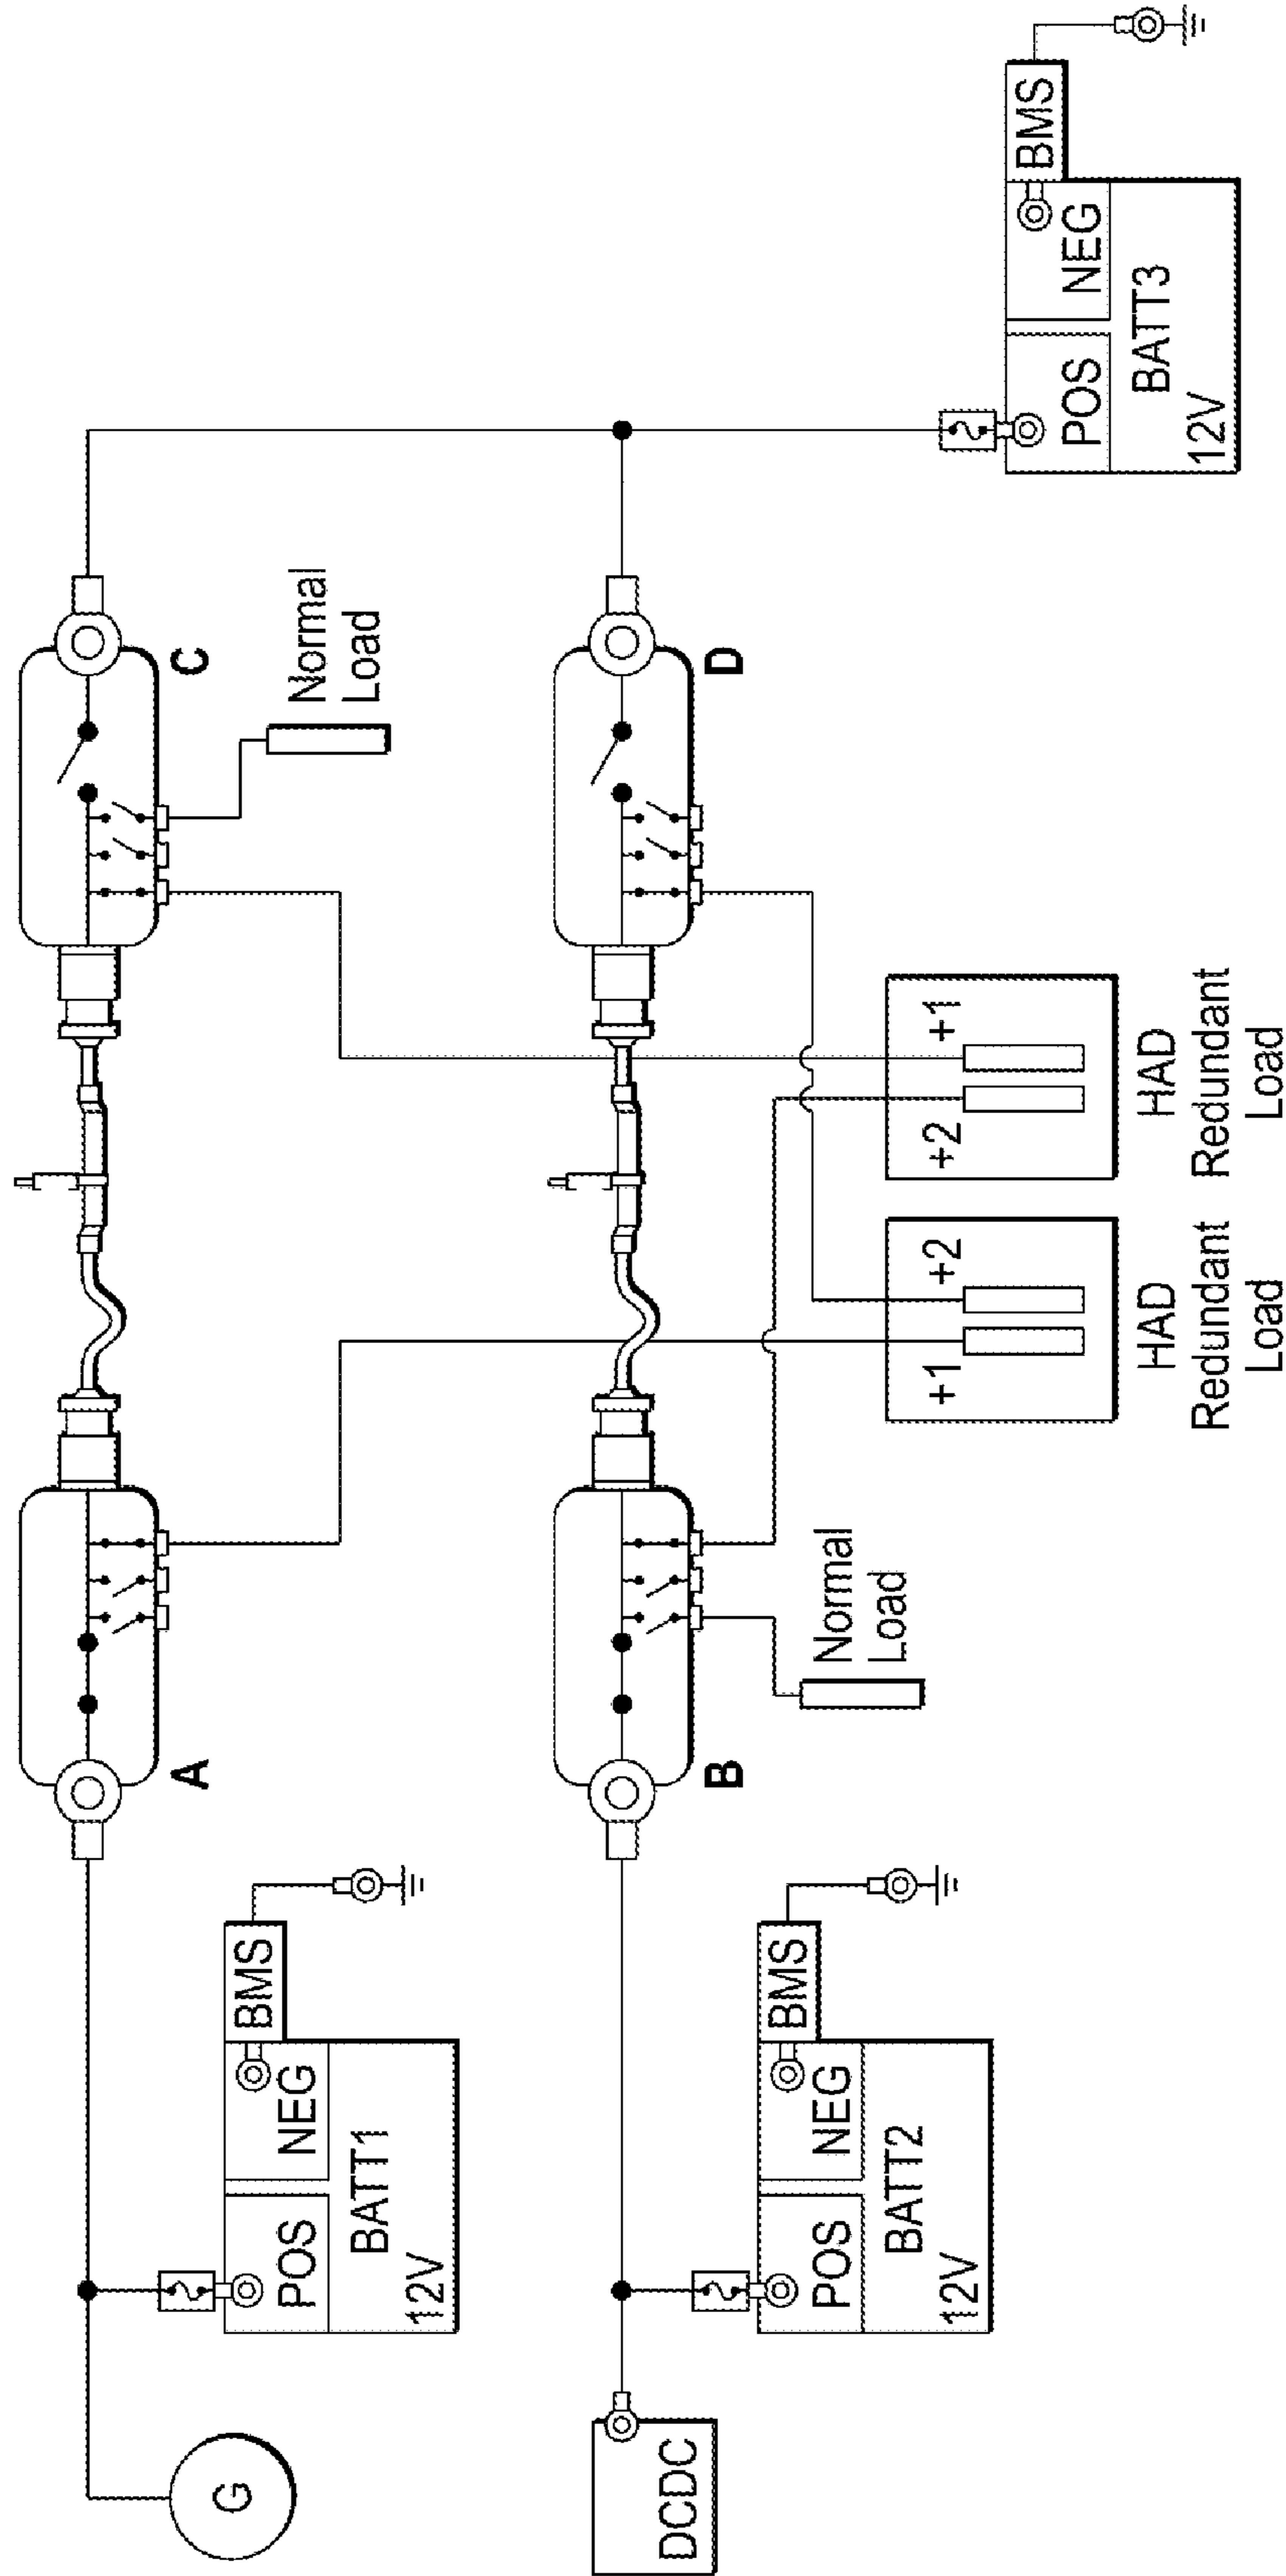 G
POS
NEG
BMS
BATT1
12V
A
C
Normal
Load
DCDC
POS
NEG
BMS
BATT2
12V
B
D
Normal
Load
+1
+2
HAD
Redundant
Load
+2
+1
HAD
Redundant
Load
POS
NEG
BMS
BATT3
12V